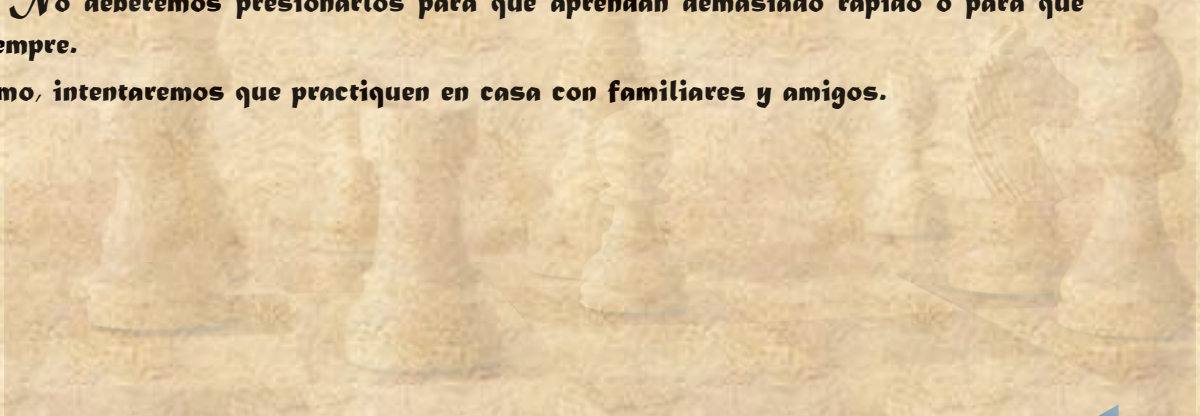 No deberemos presionarlos para que aprendan demasiado rápido o para que
empre.
mo, intentaremos que practiquen en casa con familiares y amigos.